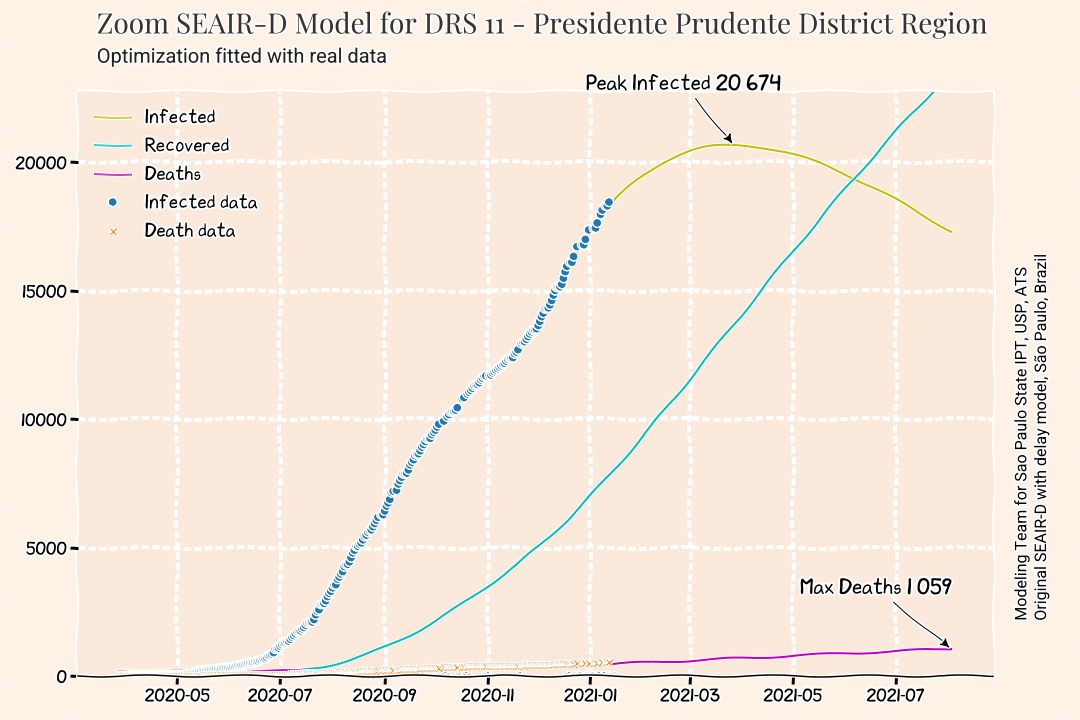 Zoom SEAIR-D Model for DRS 11 - Presidente Prudente District Region
Optimization fitted with real data
Peak Infected 20 674
Infected
Recovered
Deaths
Infected data
Death data
20000
15000
10000
5000
0
Max Deaths 1 059
2020-05
2020-07
2020-09
2020-11
2021-01
2021-03
2021-05
2021-07
Modeling Team for Sao Paulo State IPT, USP, ATS
Original SEAIR-D with delay model, São Paulo, Brazil